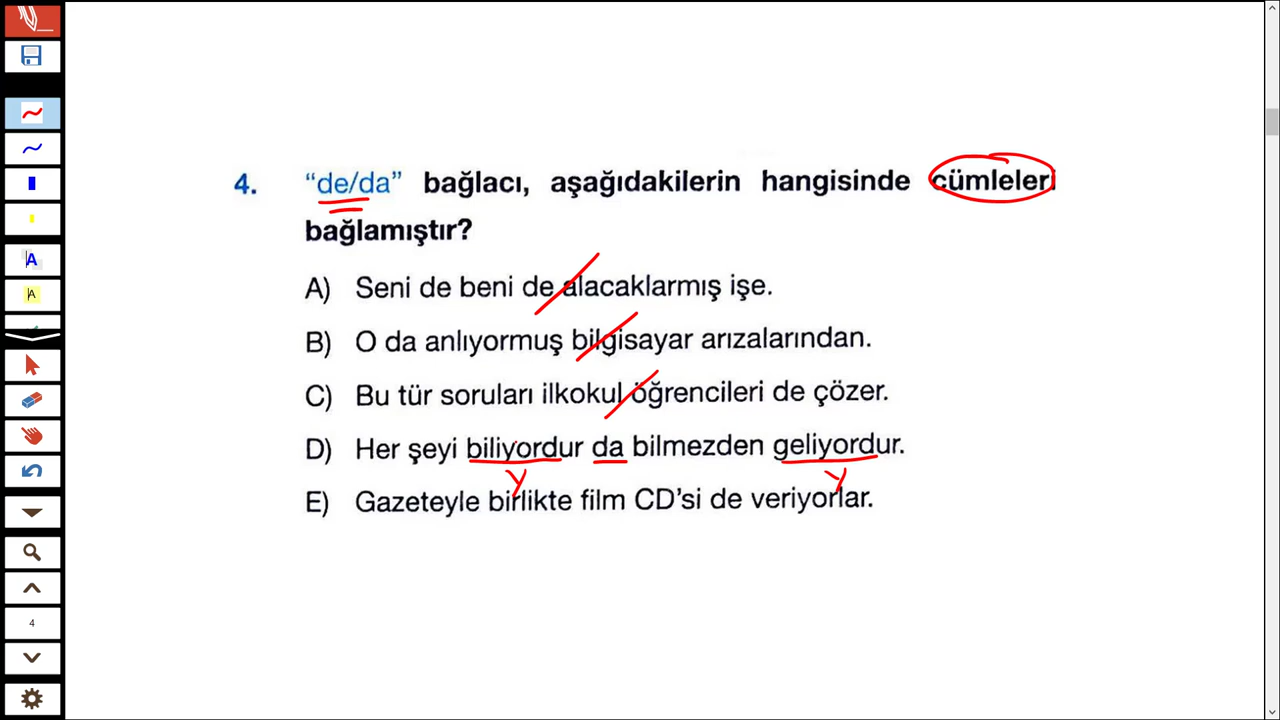 4. "de/da" bağlacı, aşağıdakilerin hangisinde cümleleri
bağlamıştır?
A) Seni de beni de alacaklarmış işe.
B) O da anlıyormuş bilgisayar arızalarından.
C) Bu tür soruları ilkokul öğrencileri de çözer.
D) Her şeyi biliyordur da bilmezden geliyordur.
y y
E) Gazeteyle birlikte film CD'si de veriyorlar.
A
A
4